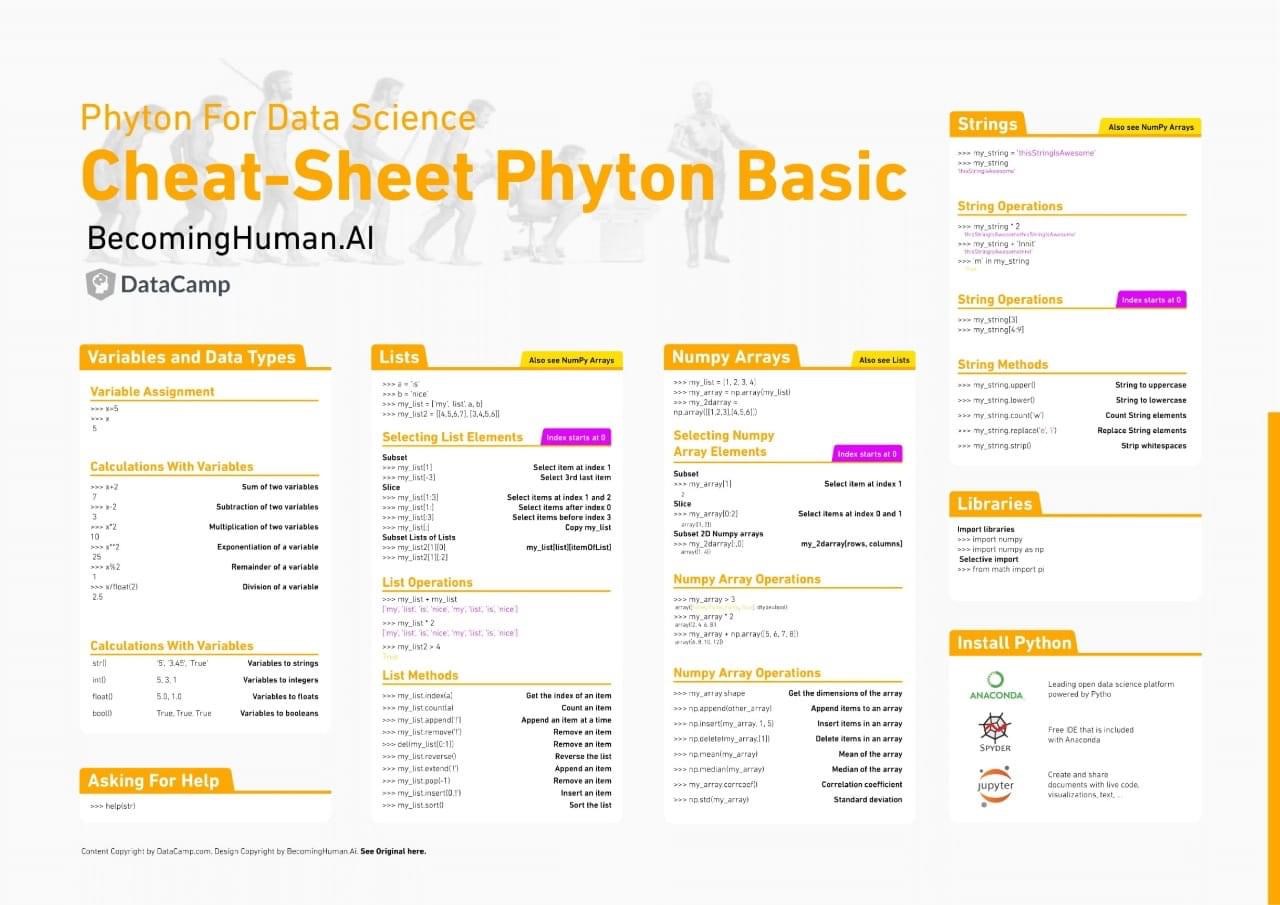 Phyton For Data Science
Cheat-Sheet Phyton Basic
BecomingHuman.AI
DataCamp
Variables and Data Types
Variable Assignment
>>> x=5
>>> x
5
Calculations With Variables
>>> x+2 Sum of two variables
7
>>> x-2 Subtraction of two variables
3
>>> x*2 Multiplication of two variables
10
>>> x**2 Exponentiation of a variable
25
>>> x%2 Remainder of a variable
1
>>> x/float(2) Division of a variable
2.5
Calculations With Variables
str() '5', '3.45', 'True' Variables to strings
int() 5, 3, 1 Variables to integers
float() 5.0, 1.0 Variables to floats
bool() True, True, True Variables to booleans
Asking For Help
>>> help(str)
Lists
Also see NumPy Arrays
>>> a = 'is'
>>> b = 'nice'
>>> my_list = ['my', 'list', a, b]
>>> my_list2 = [[4,5,6,7], [3,4,5,6]]
Selecting List Elements
Index starts at 0
Subset
>>> my_list[1] Select item at index 1
>>> my_list[-3] Select 3rd last item
Slice
>>> my_list[1:3] Select items at index 1 and 2
>>> my_list[1:] Select items after index 0
>>> my_list[:3] Select items before index 3
>>> my_list[:] Copy my_list
Subset Lists of Lists
>>> my_list2[1][0] my_list[list][itemOfList]
>>> my_list2[1][:2]
List Operations
>>> my_list + my_list
['my', 'list', 'is', 'nice', 'my', 'list', 'is', 'nice']
>>> my_list * 2
['my', 'list', 'is', 'nice', 'my', 'list', 'is', 'nice']
>>> my_list2 > 4
True
List Methods
>>> my_list.index(a) Get the index of an item
>>> my_list.count(a) Count an item
>>> my_list.append('!') Append an item at a time
>>> my_list.remove('!') Remove an item
>>> del(my_list[0:1]) Remove an item
>>> my_list.reverse() Reverse the list
>>> my_list.extend('!') Append an item
>>> my_list.pop(-1) Remove an item
>>> my_list.insert(0,'!') Insert an item
>>> my_list.sort() Sort the list
Numpy Arrays
Also see Lists
>>> my_list = [1, 2, 3, 4]
>>> my_array = np.array(my_list)
>>> my_2darray =
np.array([[1,2,3],[4,5,6]])
Selecting Numpy
Array Elements
Index starts at 0
Subset
>>> my_array[1] Select item at index 1
2
Slice
>>> my_array[0:2] Select items at index 0 and 1
array([1, 2])
Subset 2D Numpy arrays
>>> my_2darray[:,0] my_2darray[rows, columns]
array([1, 4])
Numpy Array Operations
>>> my_array > 3
>>> my_array * 2
array([2, 4, 6, 8])
>>> my_array + np.array([5, 6, 7, 8])
array([6, 8, 10, 12])
Numpy Array Operations
>>> my_array.shape Get the dimensions of the array
>>> np.append(other_array) Append items to an array
>>> np.insert(my_array, 1, 5) Insert items in an array
>>> np.delete(my_array,[1]) Delete items in an array
>>> np.mean(my_array) Mean of the array
>>> np.median(my_array) Median of the array
>>> my_array.corrcoef() Correlation coefficient
>>> np.std(my_array) Standard deviation
Strings
Also see NumPy Arrays
>>> my_string = 'thisStringIsAwesome'
>>> my_string
'thisStringIsAwesome'
String Operations
>>> my_string * 2
'thisStringIsAwesomethisStringIsAwesome'
>>> my_string + 'Innit'
'thisStringIsAwesomeInnit'
>>> 'm' in my_string
True
String Operations
Index starts at 0
>>> my_string[3]
>>> my_string[4:9]
String Methods
>>> my_string.upper() String to uppercase
>>> my_string.lower() String to lowercase
>>> my_string.count('w') Count String elements
>>> my_string.replace('e', 'i') Replace String elements
>>> my_string.strip() Strip whitespaces
Libraries
Import libraries
>>> import numpy
>>> import numpy as np
Selective import
>>> from math import pi
Install Python
ANACONDA
Leading open data science platform
powered by Pytho
SPYDER
Free IDE that is included
with Anaconda
jupyter
Create and share
documents with live code,
visualizations, text, ...
Content Copyright by DataCamp.com. Design Copyright by BecomingHuman.Ai. See Original here.